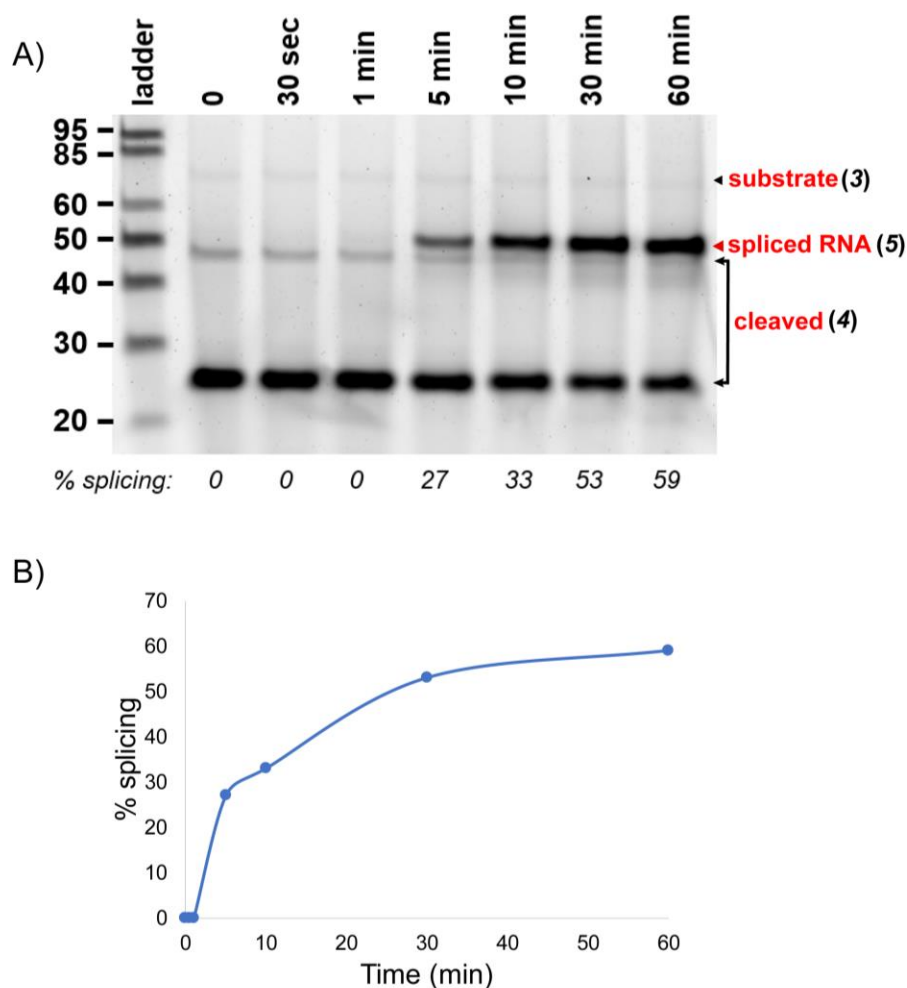 A)
ladder 0 30 sec 1 min 5 min 10 min 30 min 60 min
95
85
60
50
40
30
20
substrate (3)
spliced RNA (5)
cleaved (4)
% splicing: 0 0 0 27 33 53 59
B)
70
60
50
40
30
20
10
0
% splicing
0 10 20 30 40 50 60
Time (min)